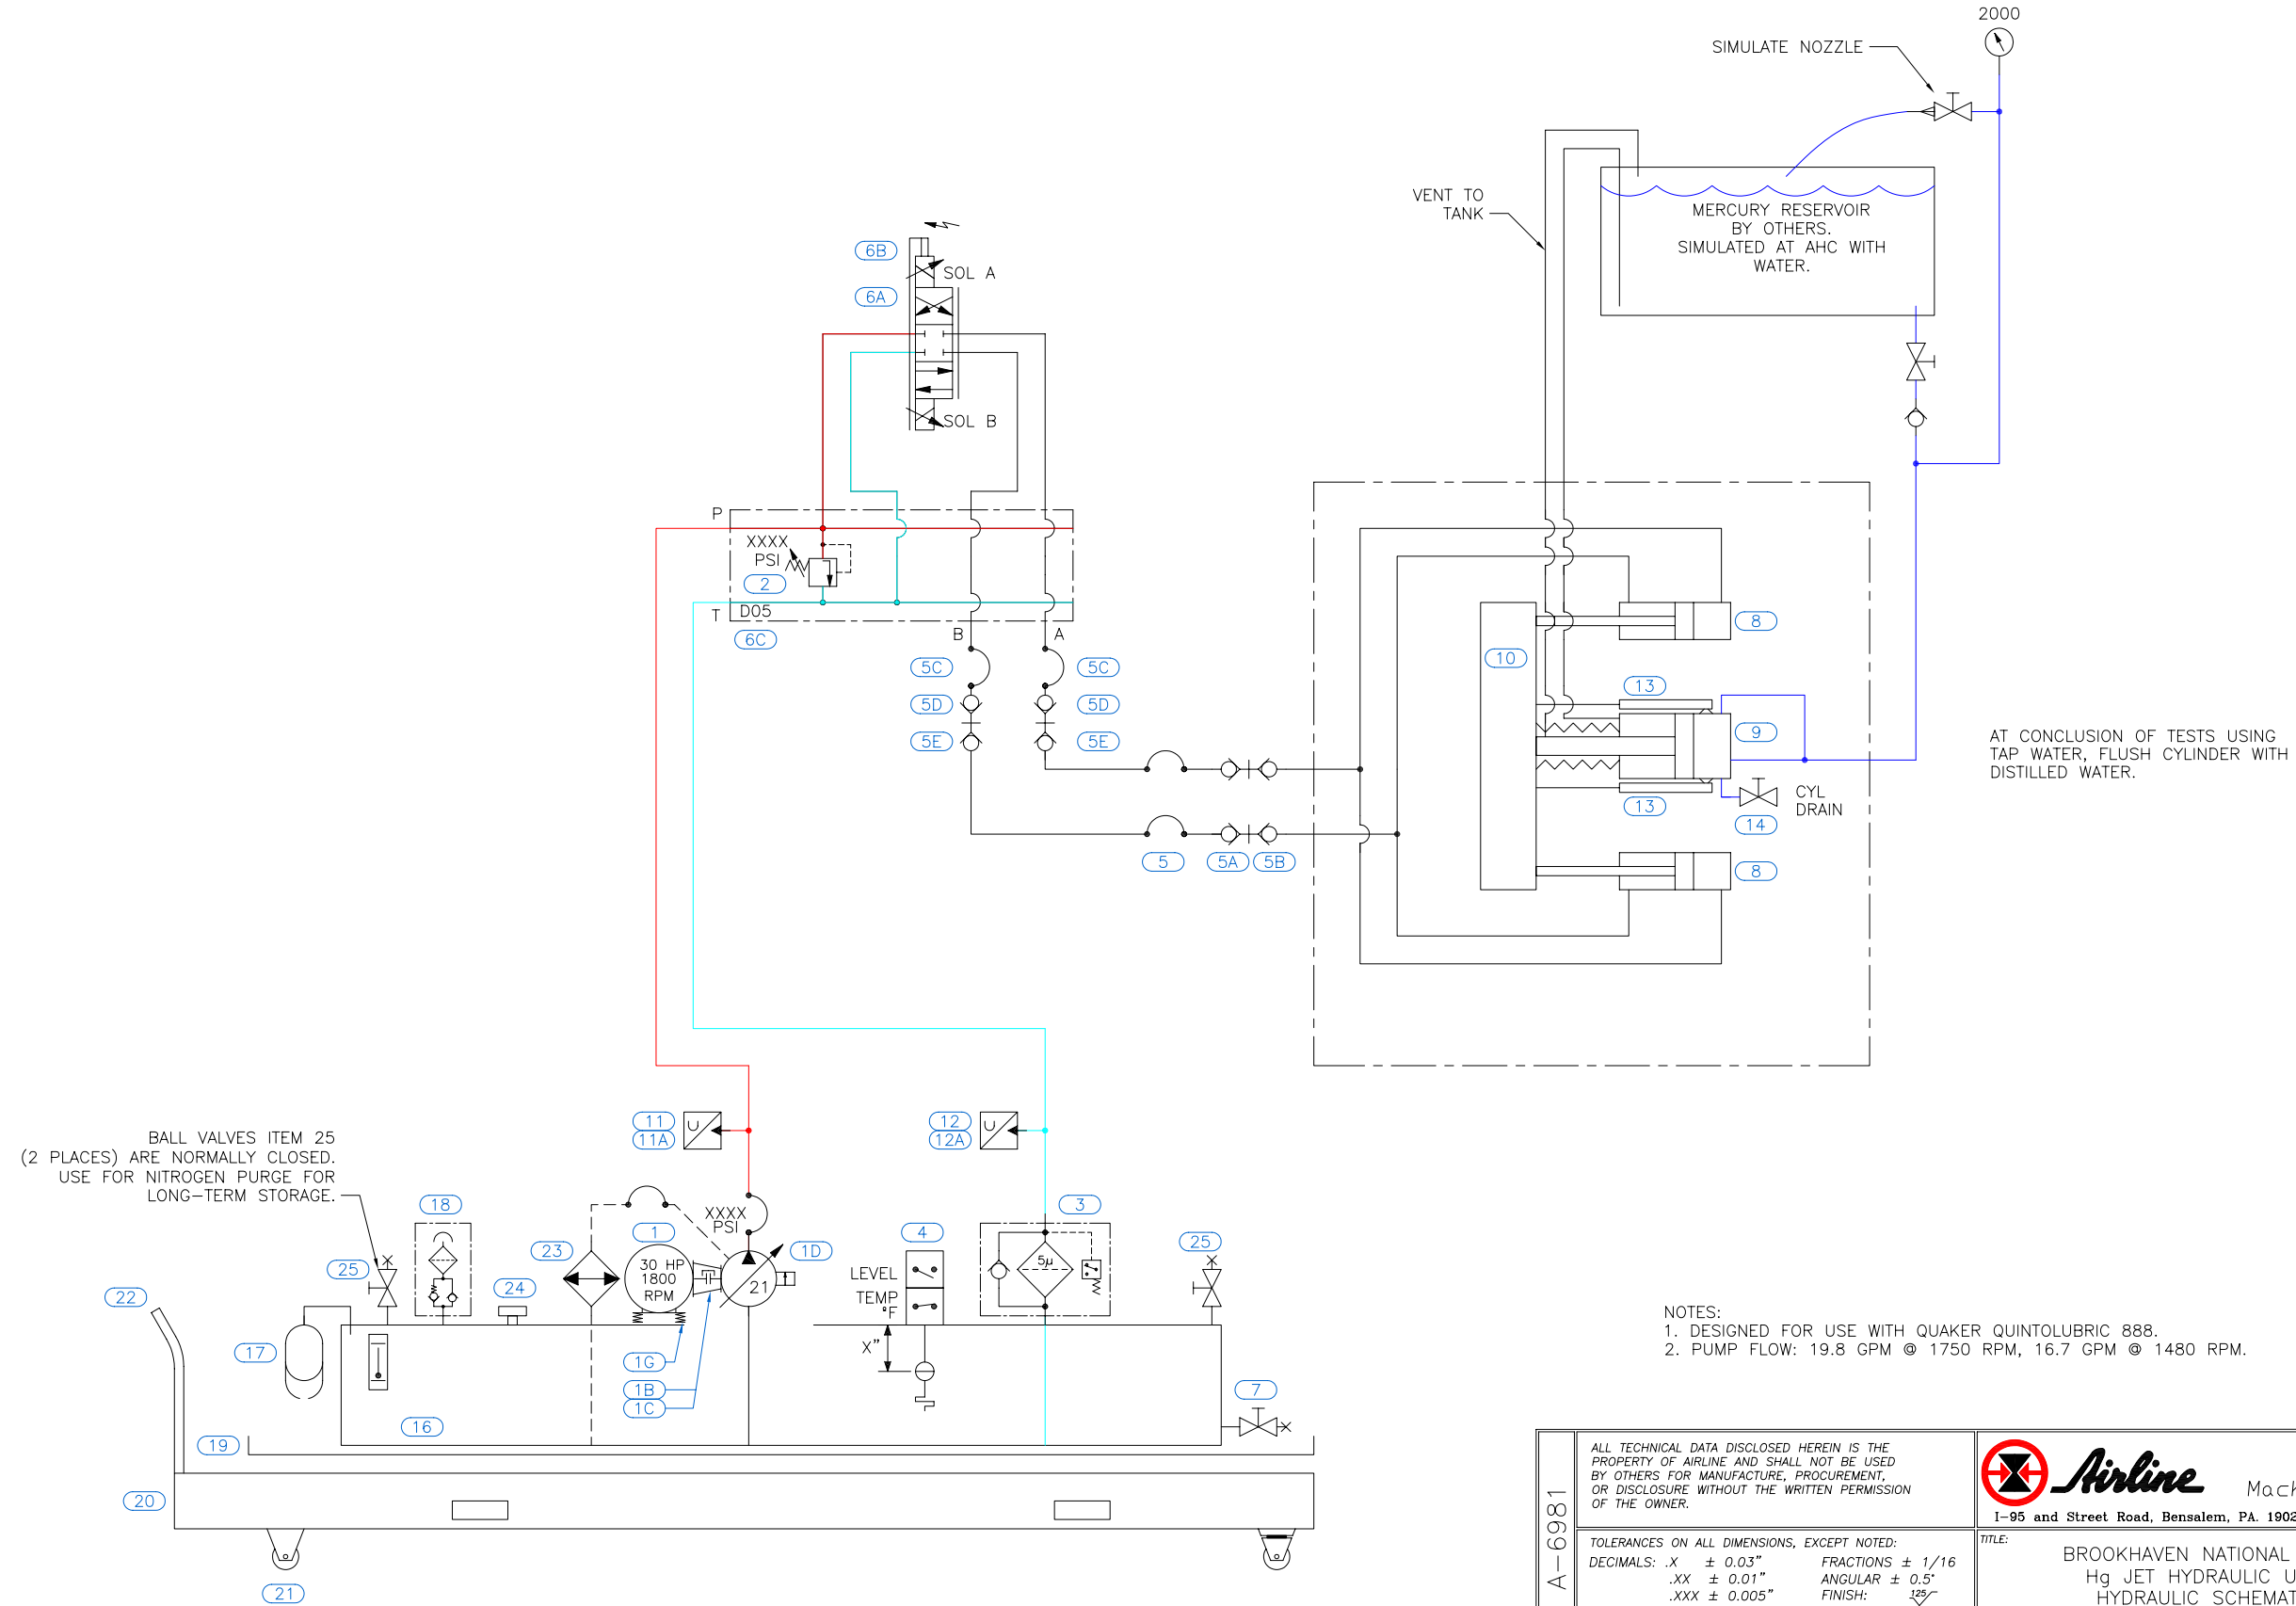 2000
SIMULATE NOZZLE
VENT TO
TANK
MERCURY RESERVOIR
BY OTHERS.
SIMULATED AT AHC WITH
WATER.
6B
SOL A
6A
SOL B
P
XXXX
PSI
2
T
D05
6C
B
A
5C
5C
5D
5D
5E
5E
5
5A
5B
8
10
13
9
13
CYL
DRAIN
14
8
AT CONCLUSION OF TESTS USING
TAP WATER, FLUSH CYLINDER WITH
DISTILLED WATER.
11
11A
U
12
12A
U
BALL VALVES ITEM 25
(2 PLACES) ARE NORMALLY CLOSED.
USE FOR NITROGEN PURGE FOR
LONG-TERM STORAGE.
18
25
24
23
1
XXXX
PSI
30 HP
1800
RPM
21
1D
4
LEVEL
TEMP
°F
3
5µ
25
22
17
X"
1G
1B
1C
7
16
19
20
21
NOTES:
1. DESIGNED FOR USE WITH QUAKER QUINTOLUBRIC 888.
2. PUMP FLOW: 19.8 GPM @ 1750 RPM, 16.7 GPM @ 1480 RPM.
A-6981
ALL TECHNICAL DATA DISCLOSED HEREIN IS THE
PROPERTY OF AIRLINE AND SHALL NOT BE USED
BY OTHERS FOR MANUFACTURE, PROCUREMENT,
OR DISCLOSURE WITHOUT THE WRITTEN PERMISSION
OF THE OWNER.
TOLERANCES ON ALL DIMENSIONS, EXCEPT NOTED:
DECIMALS: .X ± 0.03" FRACTIONS ± 1/16
.XX ± 0.01" ANGULAR ± 0.5°
.XXX ± 0.005" FINISH: 125
Airline
Mach
I-95 and Street Road, Bensalem, PA. 1902
TITLE:
BROOKHAVEN NATIONAL
Hg JET HYDRAULIC U
HYDRAULIC SCHEMAT